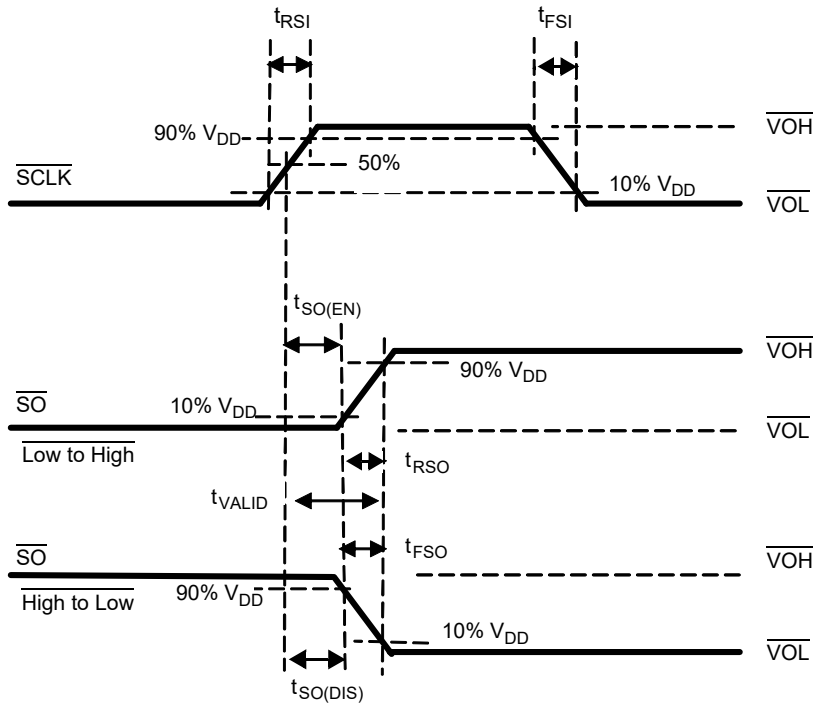 tRSI
tFSI
90% VDD
VOH
50%
SCLK
10% VDD
VOL
tSO(EN)
VOH
90% VDD
SO
10% VDD
VOL
Low to High
tRSO
tVALID
SO
tFSO
VOH
High to Low
90% VDD
10% VDD
VOL
tSO(DIS)